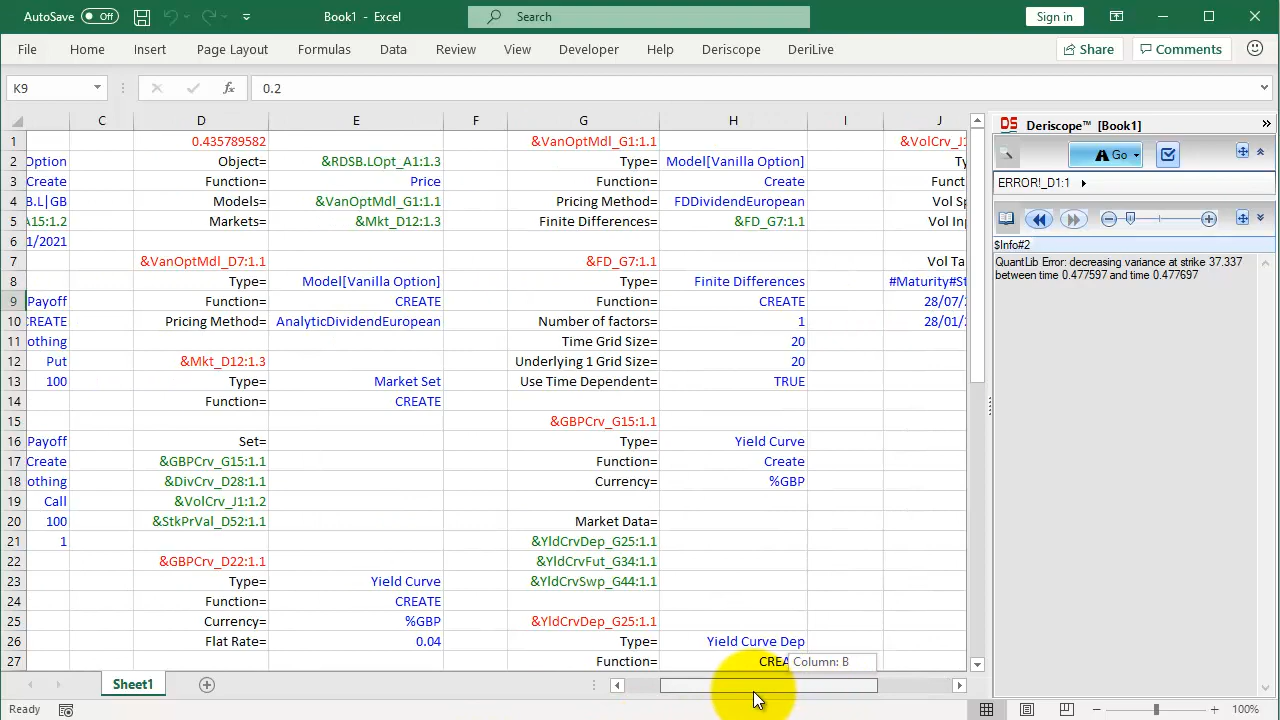 AutoSave Off Book1 - Excel Search Sign in
File Home Insert Page Layout Formulas Data Review View Developer Help Deriscope DeriLive Share Comments
K9 fx 0.2
C D E F G H I J
1 0.435789582 &VanOptMdl_G1:1.1 &VolCrv_J1
2 Option Object= &RDSB.LOpt_A1:1.3 Type= Model[Vanilla Option] Ty
3 Create Function= Price Function= Create Funct
4 B.L|GB Models= &VanOptMdl_G1:1.1 Pricing Method= FDDividendEuropean Vol Sp
5 A15:1.2 Markets= &Mkt_D12:1.3 Finite Differences= &FD_G7:1.1 Vol Inp
6 1/2021
7 &VanOptMdl_D7:1.1 &FD_G7:1.1 Vol Ta
8 Type= Model[Vanilla Option] Type= Finite Differences #Maturity#St
9 Payoff Function= CREATE Function= CREATE 28/07/
10 CREATE Pricing Method= AnalyticDividendEuropean Number of factors= 1 28/01/
11 othing Time Grid Size= 20
12 Put &Mkt_D12:1.3 Underlying 1 Grid Size= 20
13 100 Type= Market Set Use Time Dependent= TRUE
14 Function= CREATE
15 &GBPCrv_G15:1.1
16 Payoff Set= Type= Yield Curve
17 Create &GBPCrv_G15:1.1 Function= Create
18 othing &DivCrv_D28:1.1 Currency= %GBP
19 Call &VolCrv_J1:1.2
20 100 &StkPrVal_D52:1.1 Market Data=
21 1 &YldCrvDep_G25:1.1
22 &GBPCrv_D22:1.1 &YldCrvFut_G34:1.1
23 Type= Yield Curve &YldCrvSwp_G44:1.1
24 Function= CREATE
25 Currency= %GBP &YldCrvDep_G25:1.1
26 Flat Rate= 0.04 Type= Yield Curve Dep
27 Function= CREA
Column: B
Sheet1
Ready 100%
DS Deriscope™ [Book1]
Go
ERROR!_D1:1
$Info#2
QuantLib Error: decreasing variance at strike 37.337
between time 0.477597 and time 0.477697